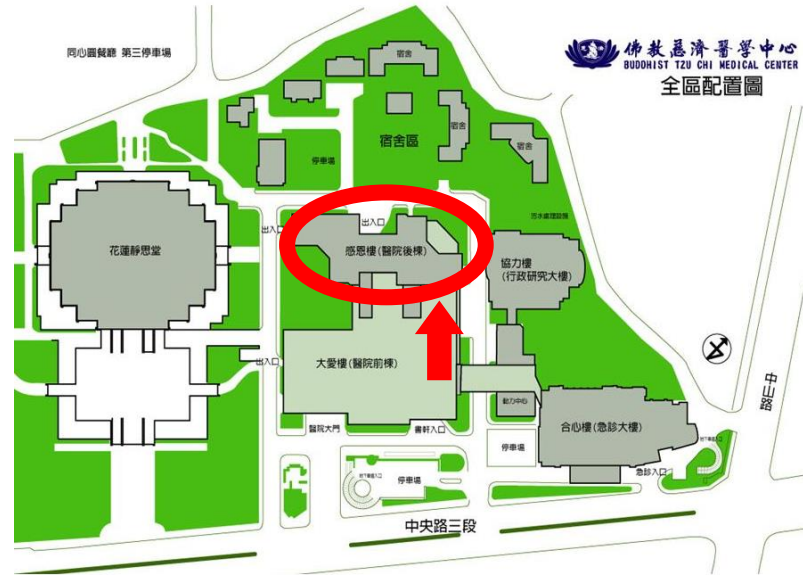 佛教慈濟醫學中心
BUDDHIST TZU CHI MEDICAL CENTER
全區配置圖
同心圓餐廳 第三停車場
宿舍
宿舍
宿舍
宿舍區
停車場
污水處理設施
出入口
出入口
花蓮靜思堂
感恩樓(醫院後棟)
協力樓
(行政研究大樓)
出入口
大愛樓(醫院前棟)
動力中心
合心樓(急診大樓)
中山路
醫院大門
書軒入口
停車場
停車場
急診入口
中央路三段